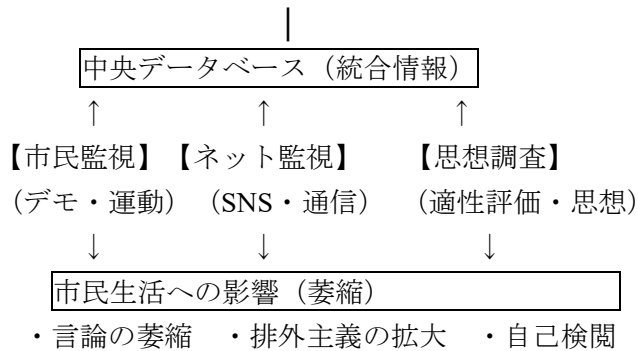 中央データベース（統合情報）
↑ ↑ ↑
【市民監視】【ネット監視】 【思想調査】
（デモ・運動）（SNS・通信） （適性評価・思想）
↓ ↓ ↓
市民生活への影響（萎縮）
・言論の萎縮 ・排外主義の拡大 ・自己検閲